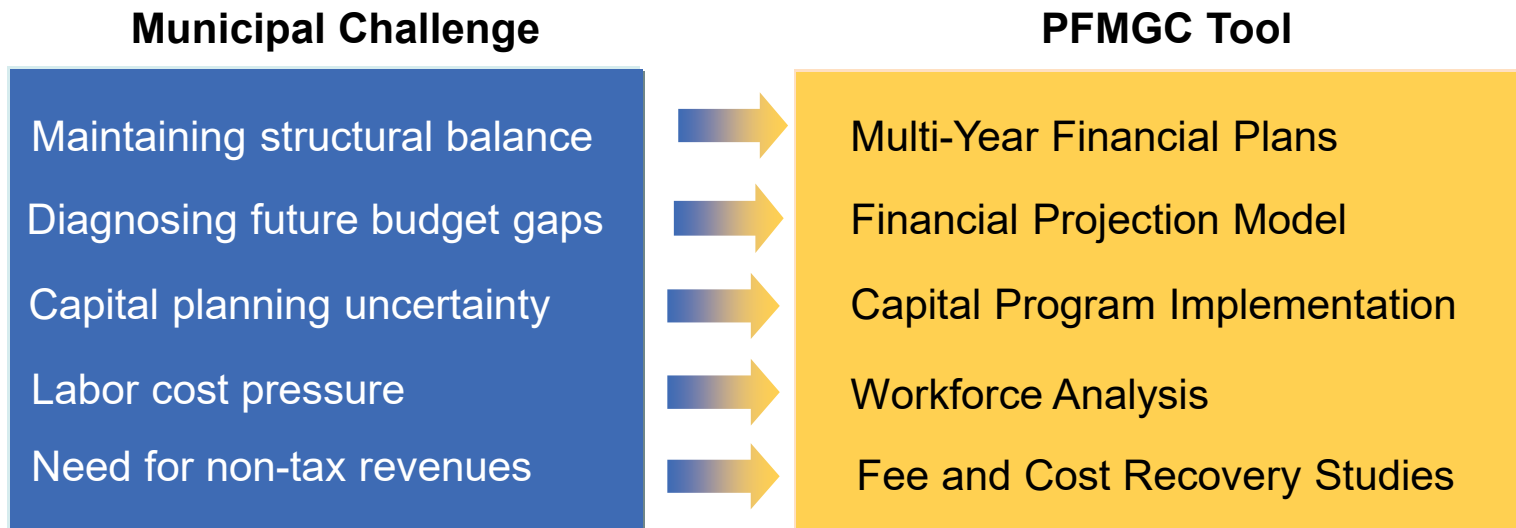 Municipal Challenge
PFMGC Tool
Maintaining structural balance
Multi-Year Financial Plans
Diagnosing future budget gaps
Financial Projection Model
Capital planning uncertainty
Capital Program Implementation
Labor cost pressure
Workforce Analysis
Need for non-tax revenues
Fee and Cost Recovery Studies